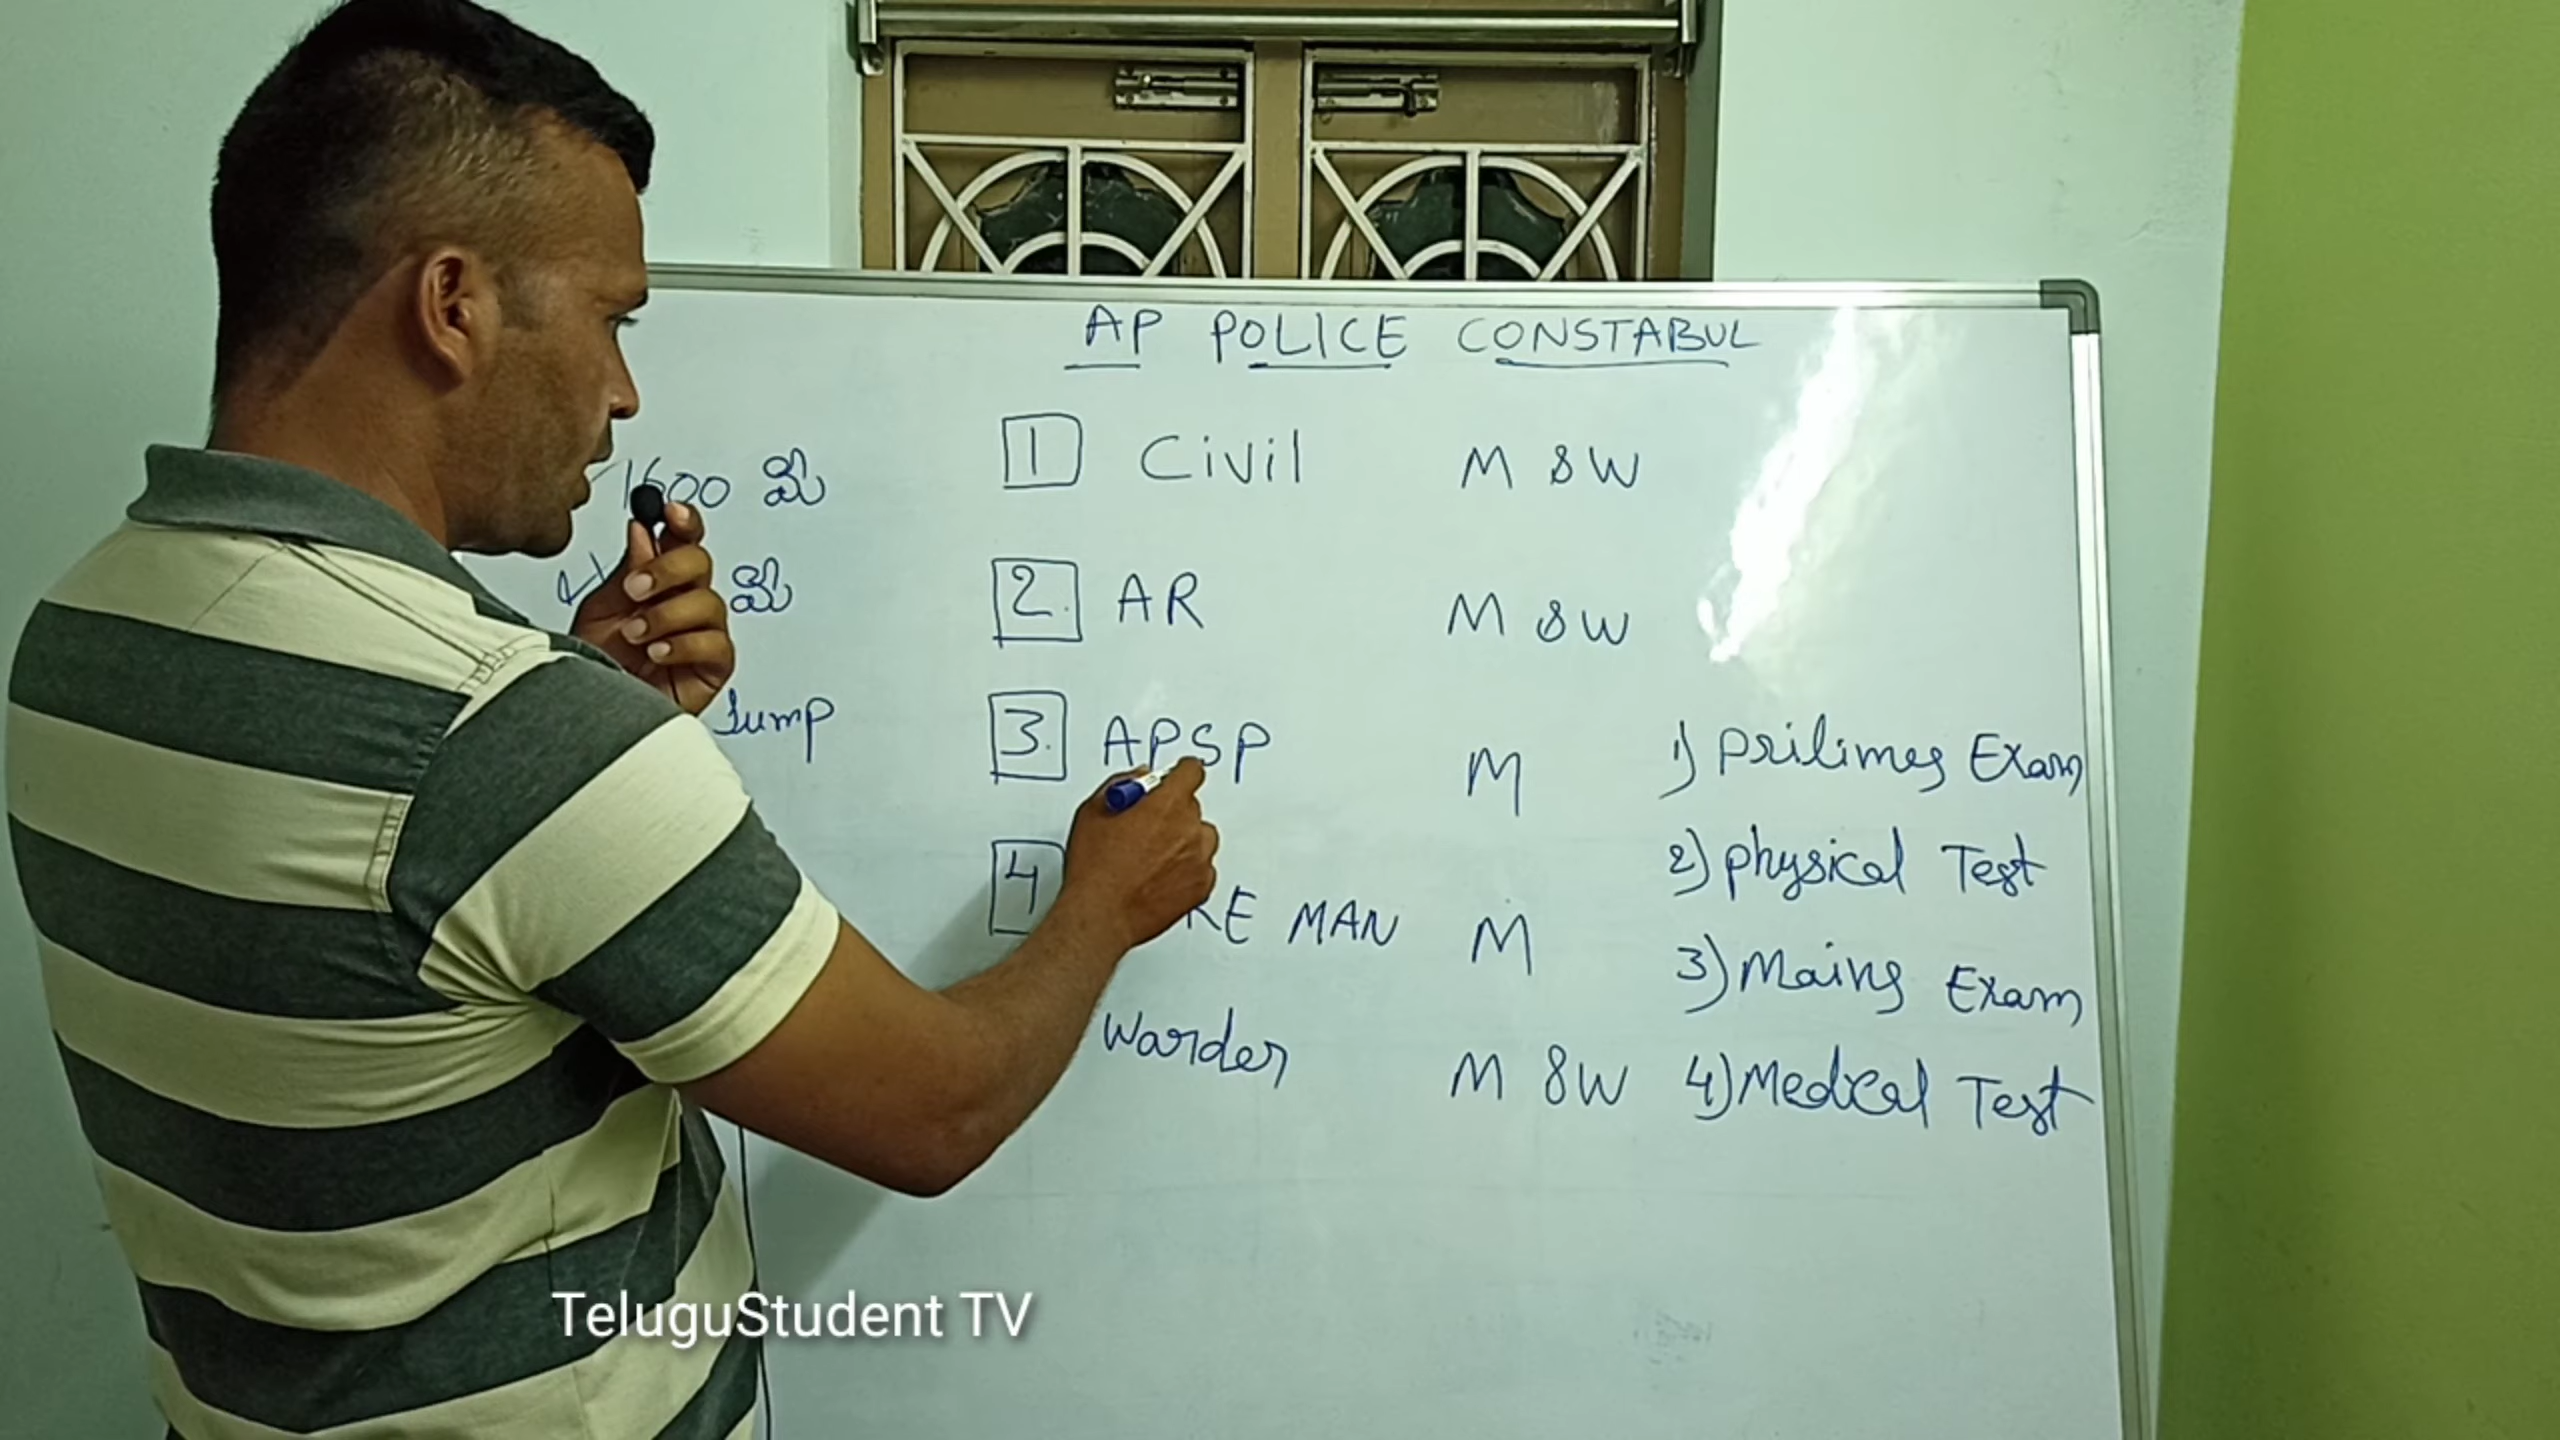 AP POLICE CONSTABUL
1600 మీ
మీ
Jump
1 Civil M & W
2. AR M & W
3. APSP M
4 MAN M
Warder M & W
1) Prilimes Exam
2) Physical Test
3) Mains Exam
4) Medical Test
TeluguStudent TV